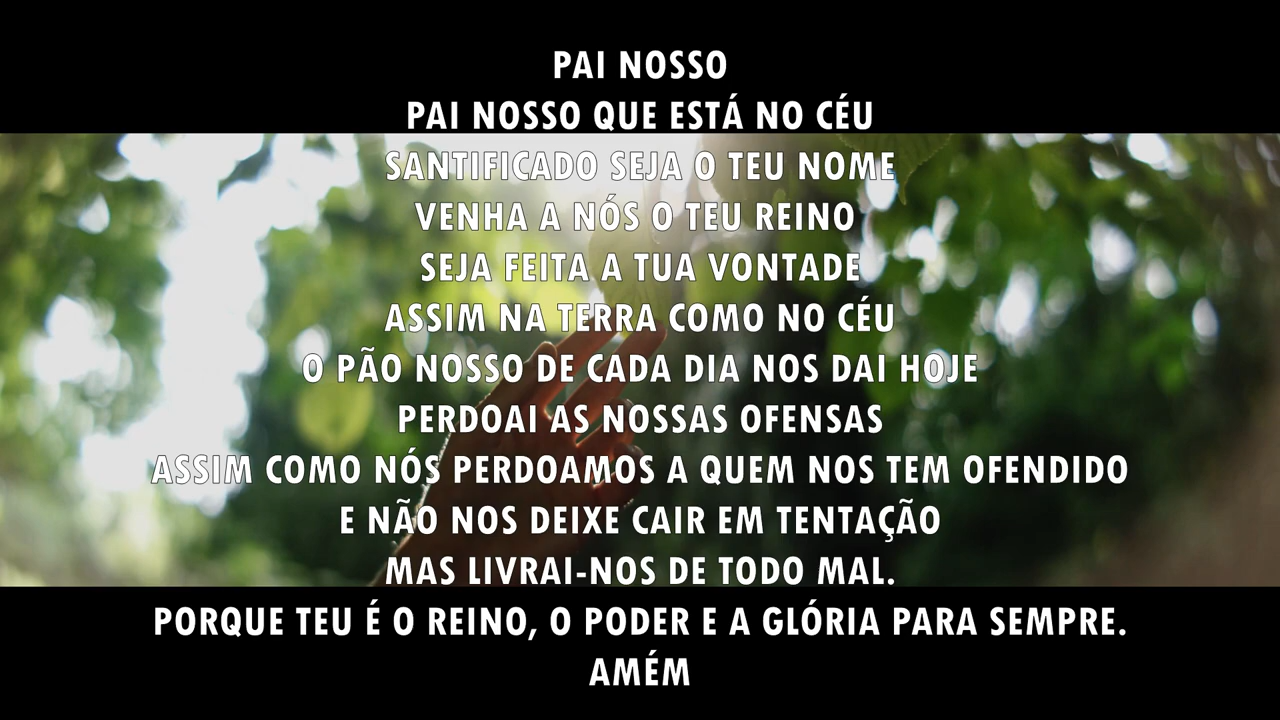 PAI NOSSO
PAI NOSSO QUE ESTÁ NO CÉU
SANTIFICADO SEJA O TEU NOME
VENHA A NÓS O TEU REINO
SEJA FEITA A TUA VONTADE
ASSIM NA TERRA COMO NO CÉU
O PÃO NOSSO DE CADA DIA NOS DAI HOJE
PERDOAI AS NOSSAS OFENSAS
ASSIM COMO NÓS PERDOAMOS A QUEM NOS TEM OFENDIDO
E NÃO NOS DEIXE CAIR EM TENTAÇÃO
MAS LIVRAI-NOS DE TODO MAL.
PORQUE TEU É O REINO, O PODER E A GLÓRIA PARA SEMPRE.
AMÉM